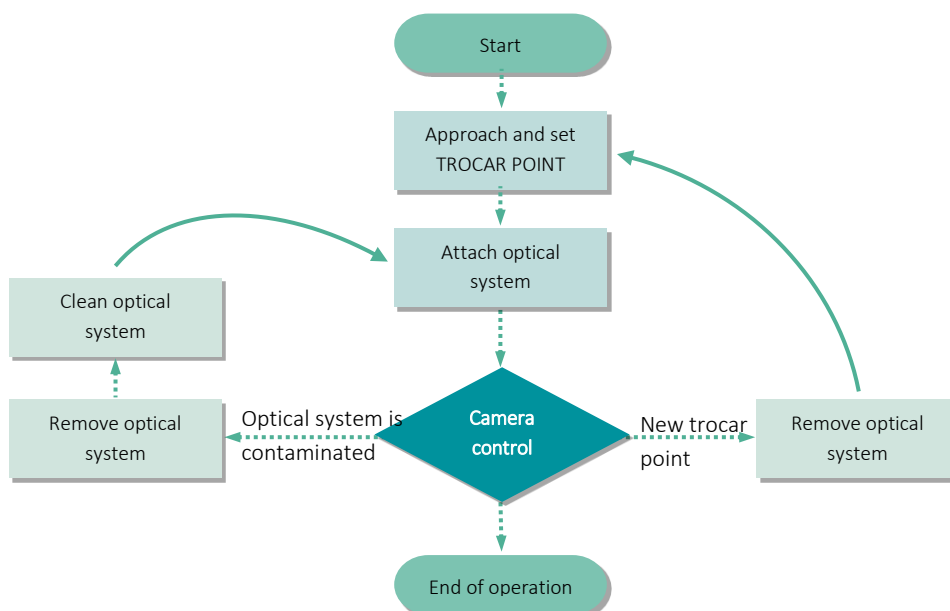 Start
Approach and set
TROCAR POINT
Attach optical
system
Clean optical
system
Remove optical
system
Optical system is
contaminated
Camera
control
New trocar
point
Remove optical
system
End of operation